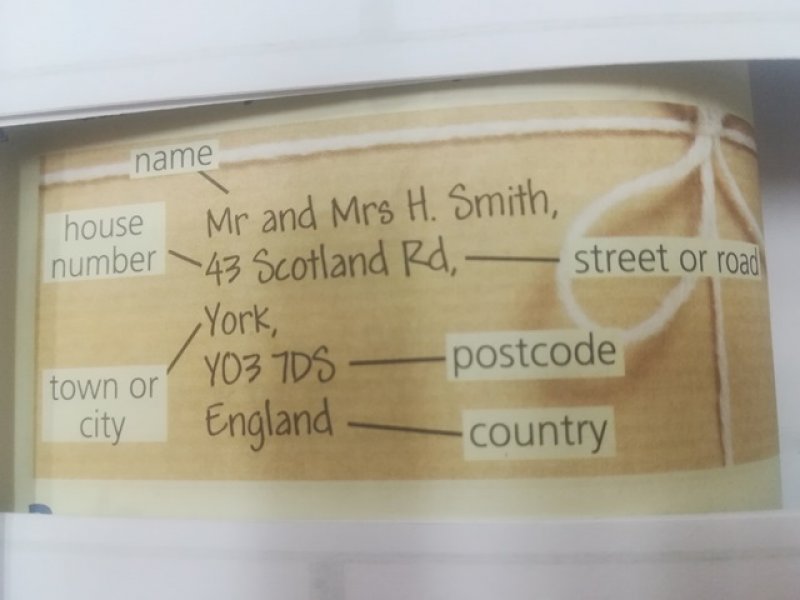 name
Mr and Mrs H. Smith,
house
number
43 Scotland Rd,
street or road
York,
town or
city
YO3 7DS
postcode
England
country